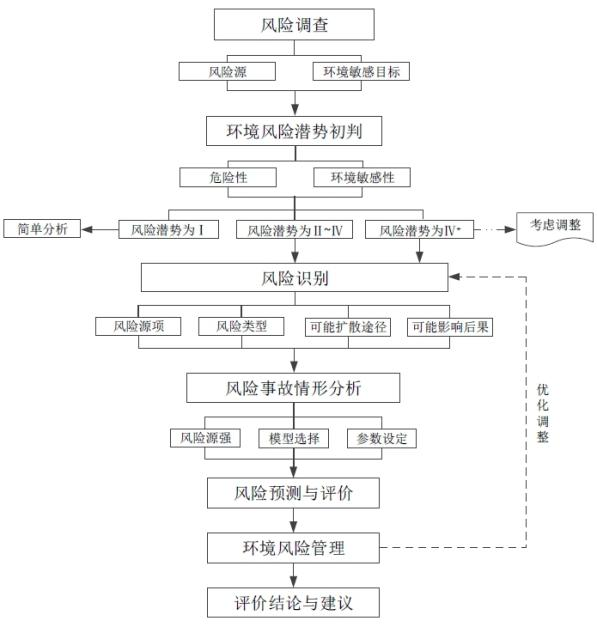 风险调查
风险源
环境敏感目标
环境风险潜势初判
危险性
环境敏感性
简单分析
风险潜势为Ⅰ
风险潜势为Ⅱ~Ⅳ
风险潜势为Ⅳ+
考虑调整
风险识别
风险源项
风险类型
可能扩散途径
可能影响后果
风险事故情形分析
优化调整
风险源强
模型选择
参数设定
风险预测与评价
环境风险管理
评价结论与建议